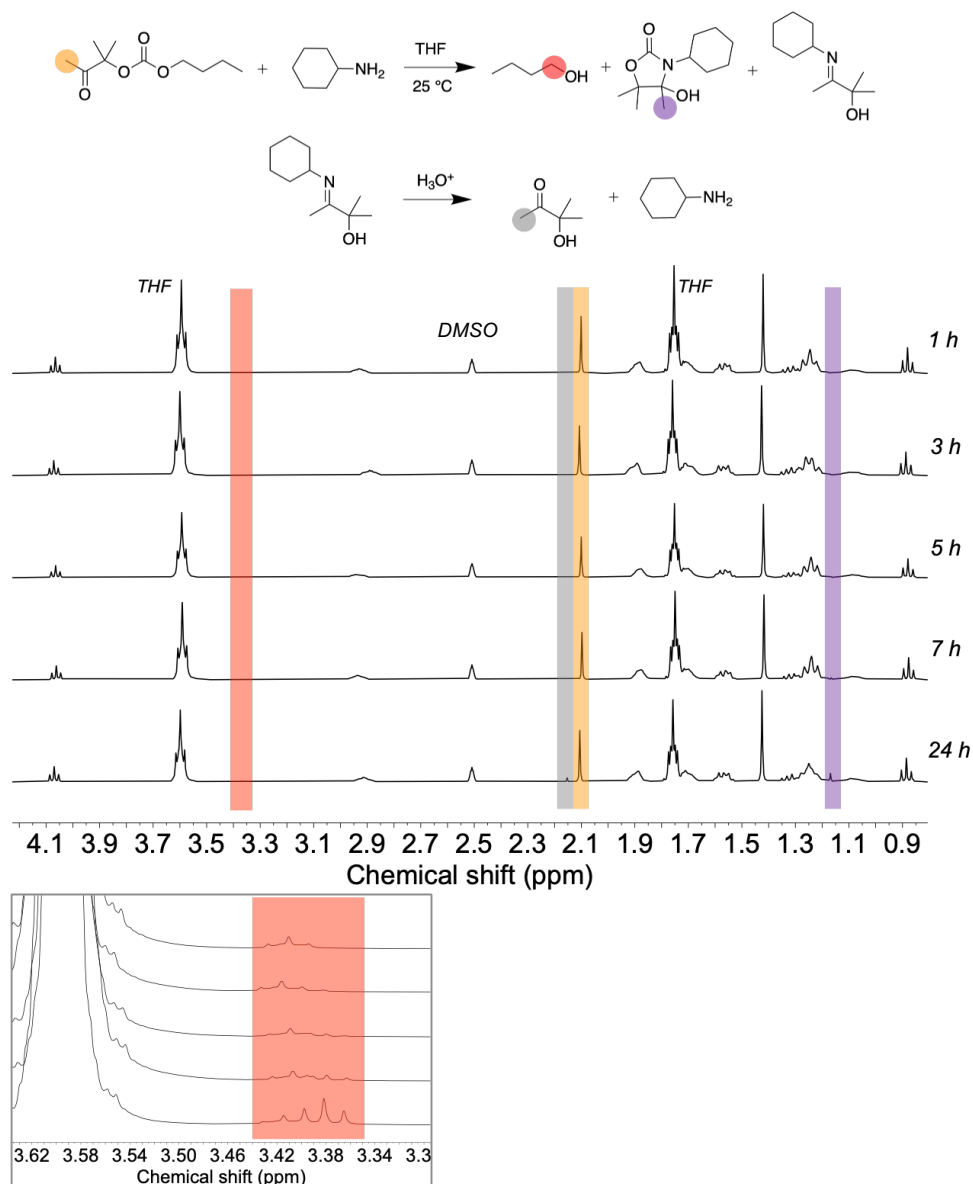 O
O
O
O
+
NH₂
THF
25 °C
OH
+
O
O
N
OH
+
N
OH
N
OH
H₃O⁺
O
OH
+
NH₂
THF
DMSO
THF
1 h
3 h
5 h
7 h
24 h
4.1 3.9 3.7 3.5 3.3 3.1 2.9 2.7 2.5 2.3 2.1 1.9 1.7 1.5 1.3 1.1 0.9
Chemical shift (ppm)
3.62 3.58 3.54 3.50 3.46 3.42 3.38 3.34 3.3
Chemical shift (ppm)